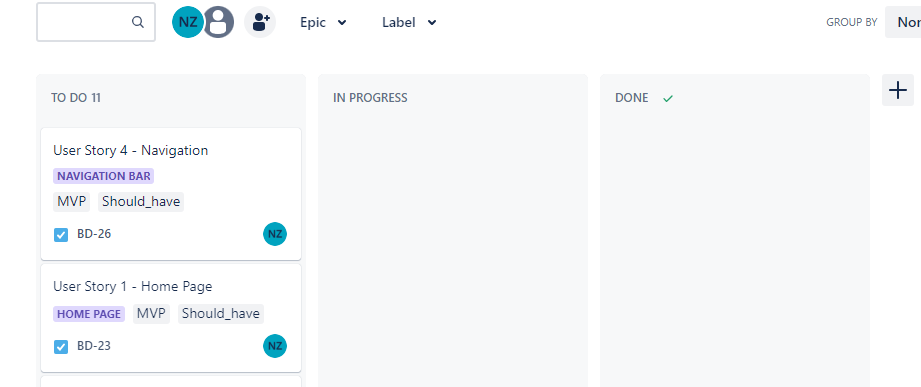 NZ Epic Label GROUP BY Non
TO DO 11
IN PROGRESS
DONE
User Story 4 - Navigation
NAVIGATION BAR
MVP Should_have
BD-26 NZ
User Story 1 - Home Page
HOME PAGE MVP Should_have
BD-23 NZ